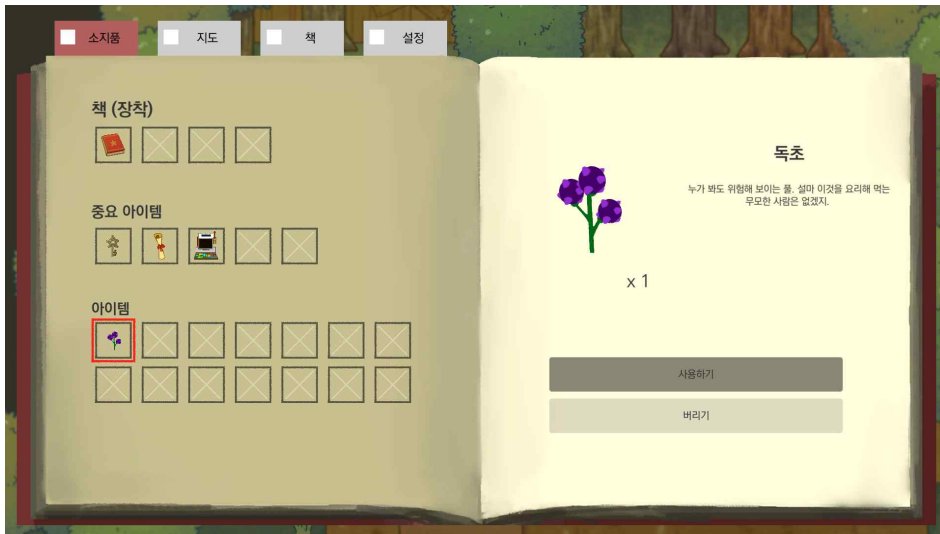 소지품
지도
책
설정
책 (장착)
중요 아이템
아이템
독초
누가 봐도 위험해 보이는 풀. 설마 이것을 요리해 먹는
무모한 사람은 없겠지.
x 1
사용하기
버리기